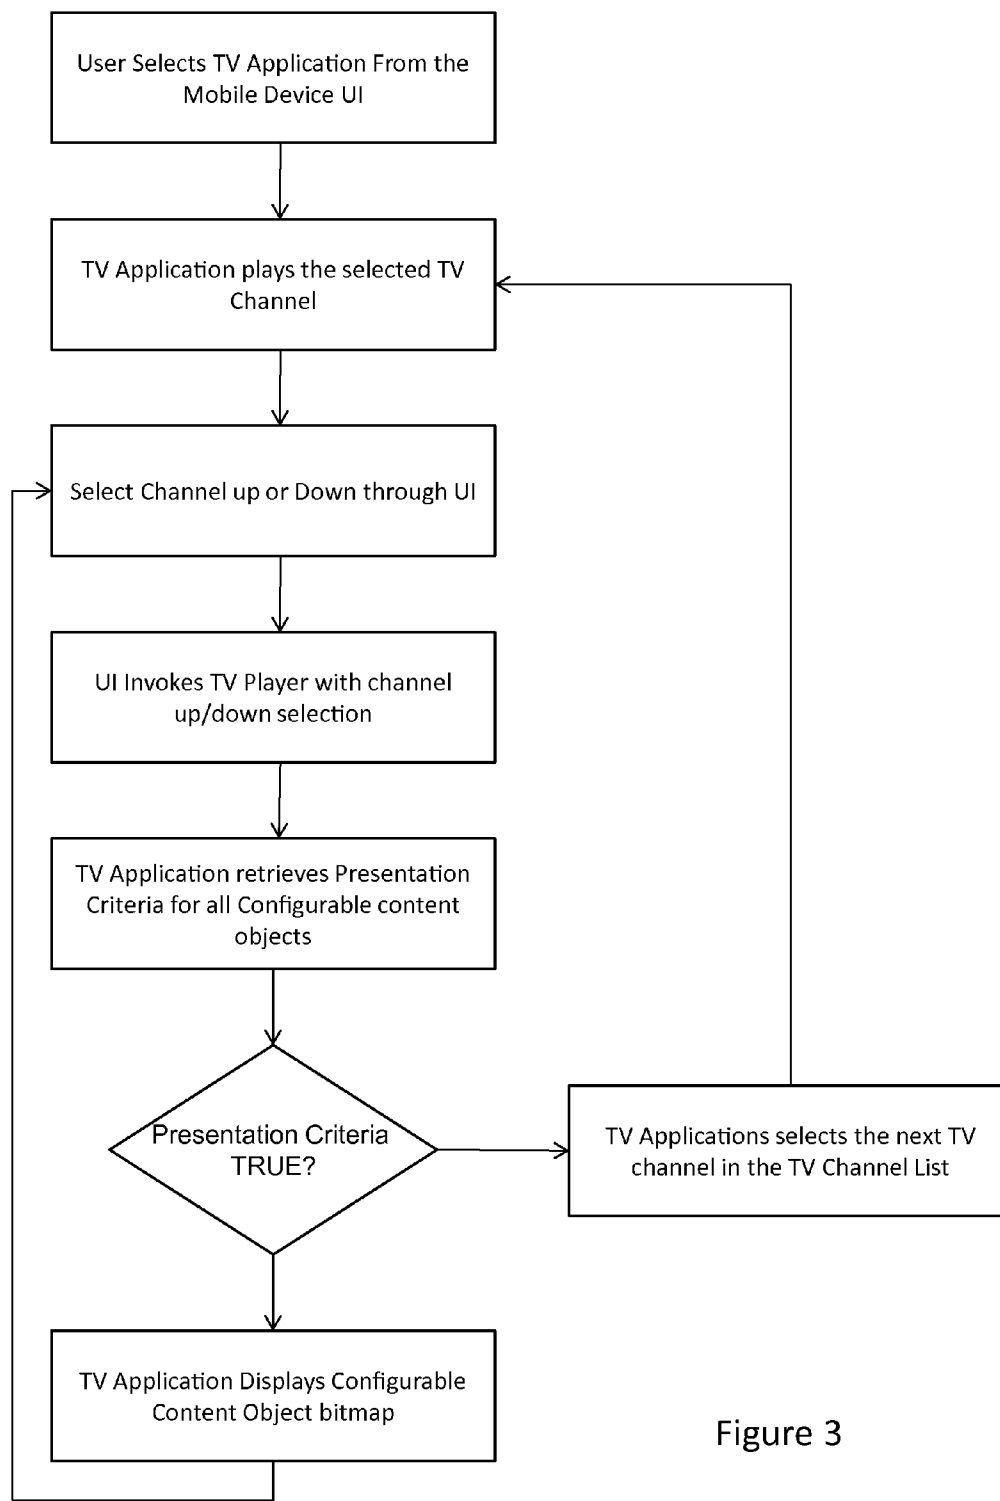 User Selects TV Application From the
Mobile Device UI
TV Application plays the selected TV
Channel
Select Channel up or Down through UI
UI Invokes TV Player with channel
up/down selection
TV Application retrieves Presentation
Criteria for all Configurable content
objects
Presentation Criteria
TRUE?
TV Applications selects the next TV
channel in the TV Channel List
TV Application Displays Configurable
Content Object bitmap
Figure 3